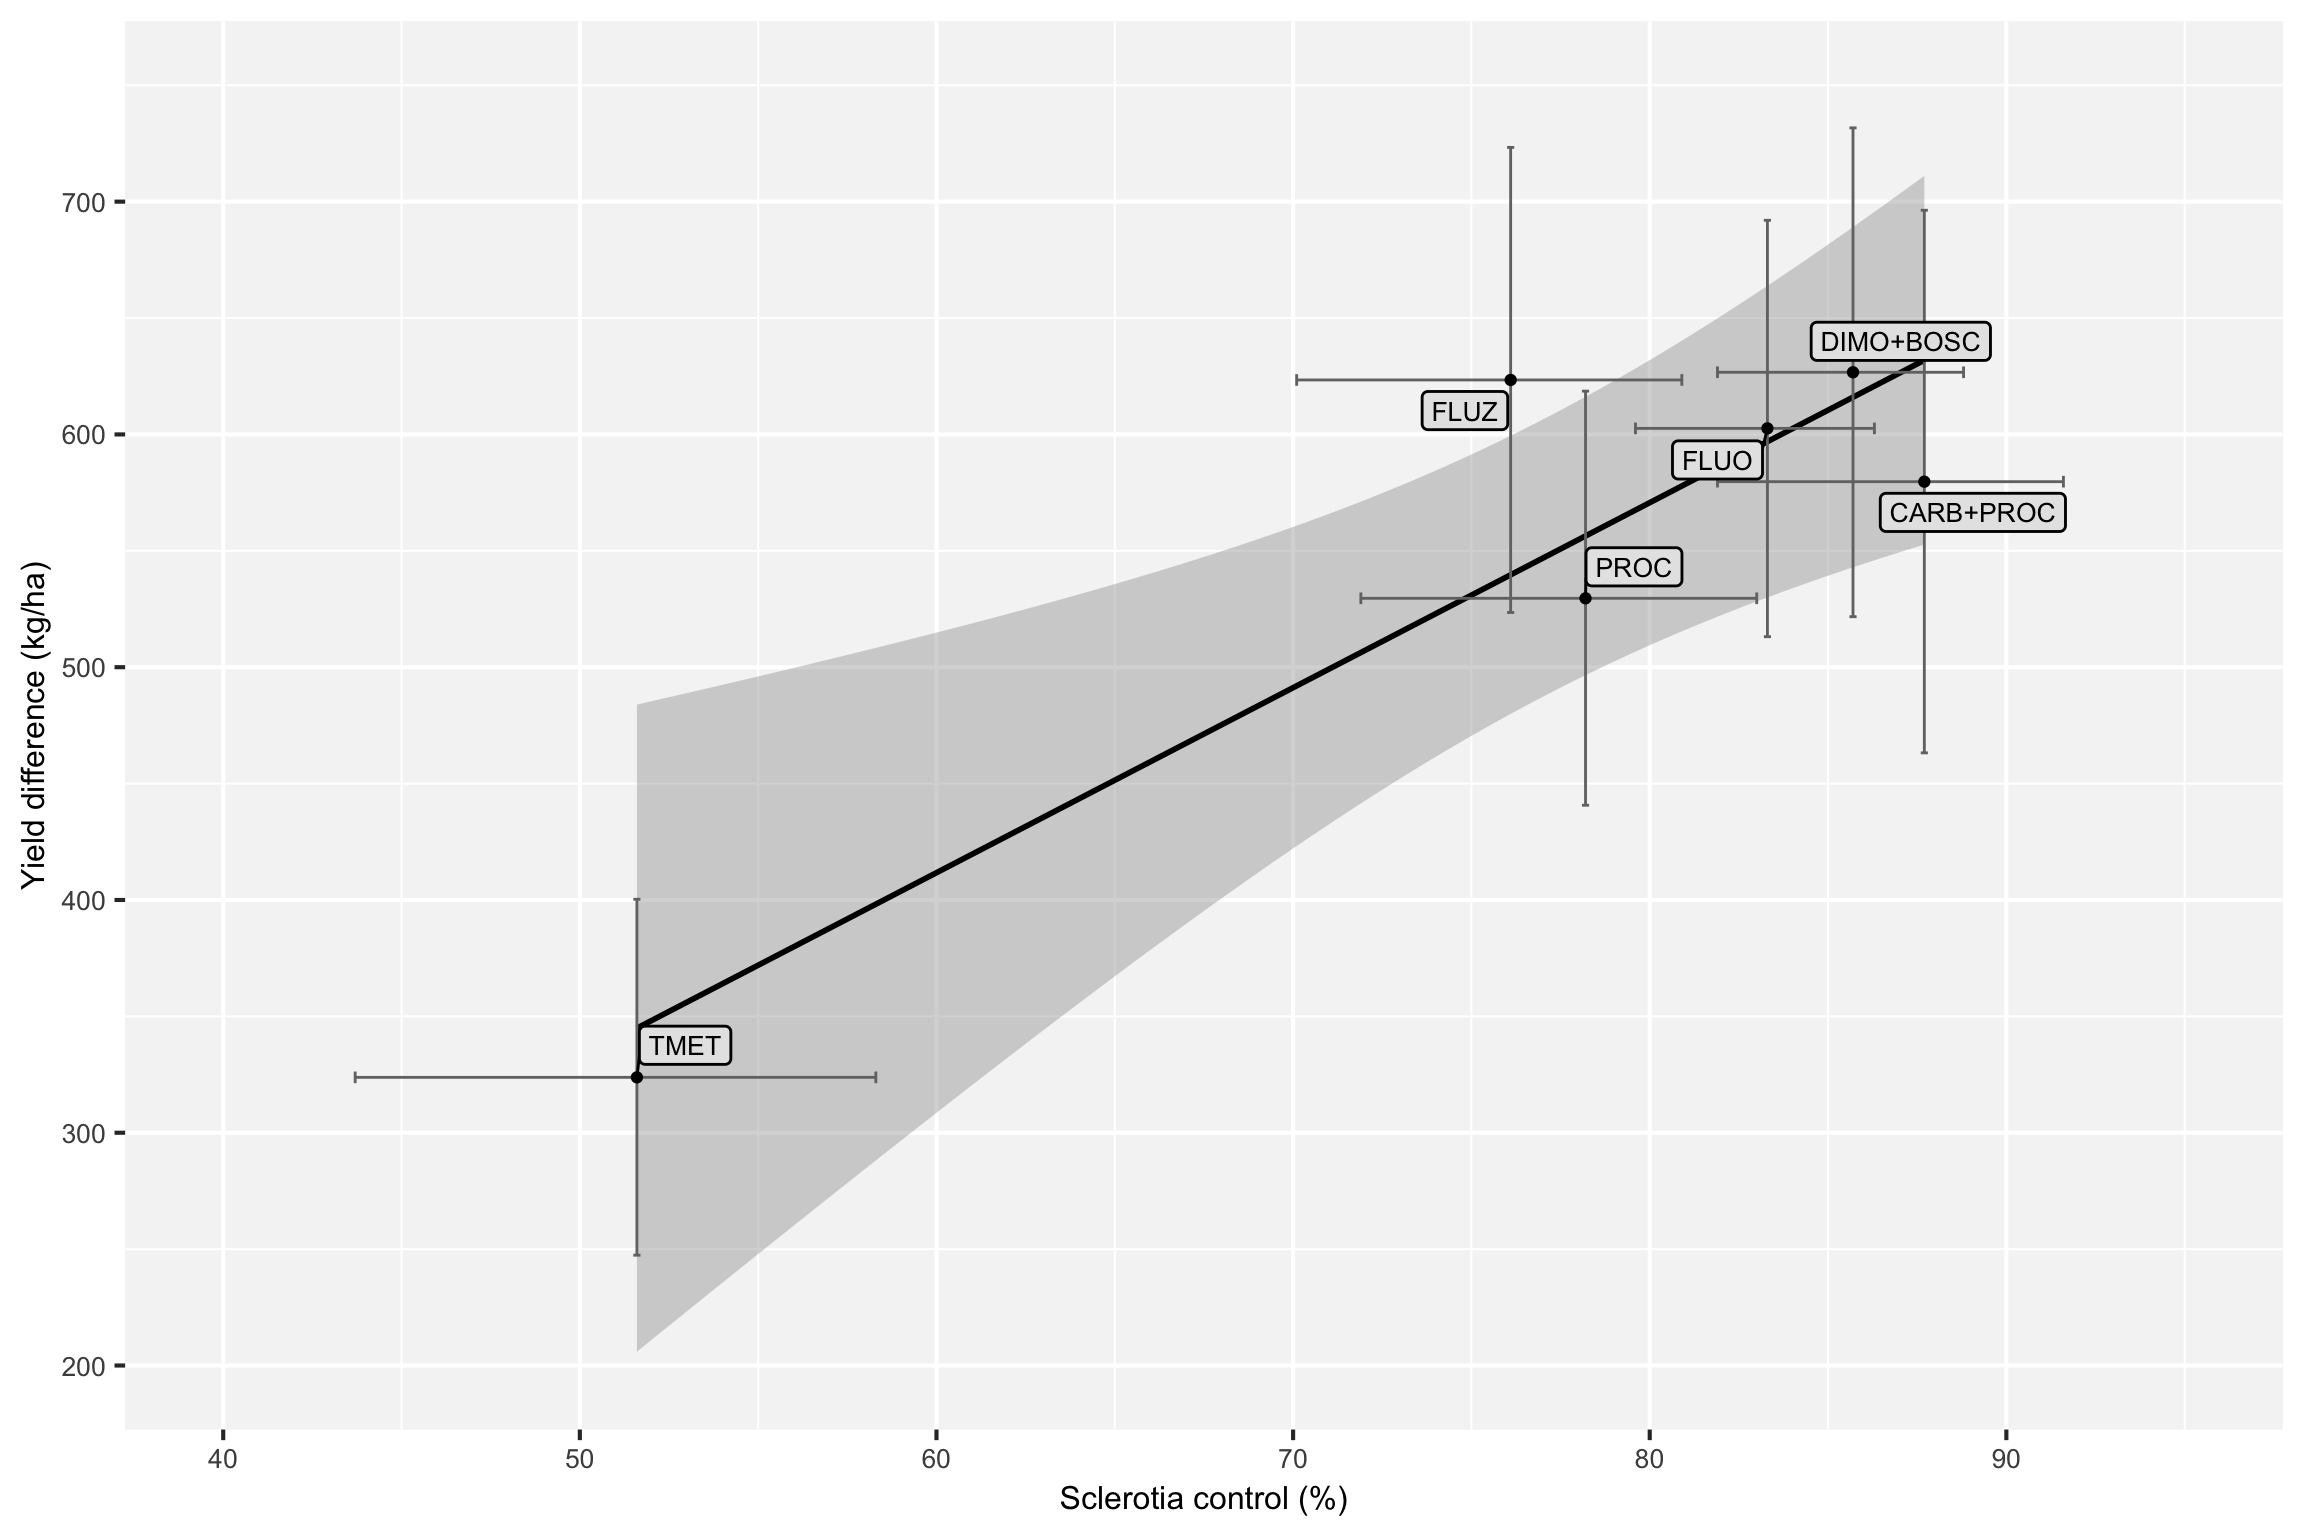 700
600
500
400
300
200
Yield difference (kg/ha)
DIMO+BOSC
FLUZ
FLUO
CARB+PROC
PROC
TMET
40 50 60 70 80 90
Sclerotia control (%)